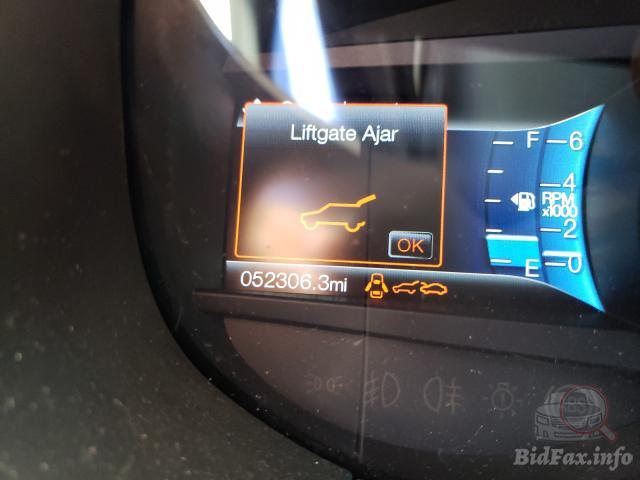 Liftgate Ajar
OK
F
6
4
RPM
x1000
2
E
0
052306.3mi
BidFax.info